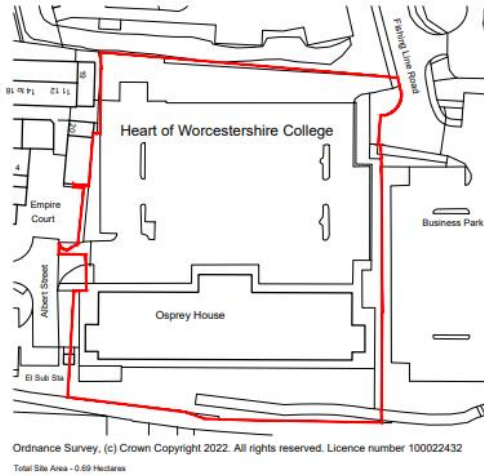 Fishing Line Road
19
11 12
14 to 18
20
Heart of Worcestershire College
4
Empire
Court
Business Park
Albert Street
Osprey House
El Sub Sta
Ordnance Survey, (c) Crown Copyright 2022. All rights reserved. Licence number 100022432
Total Site Area - 0.69 Hectares